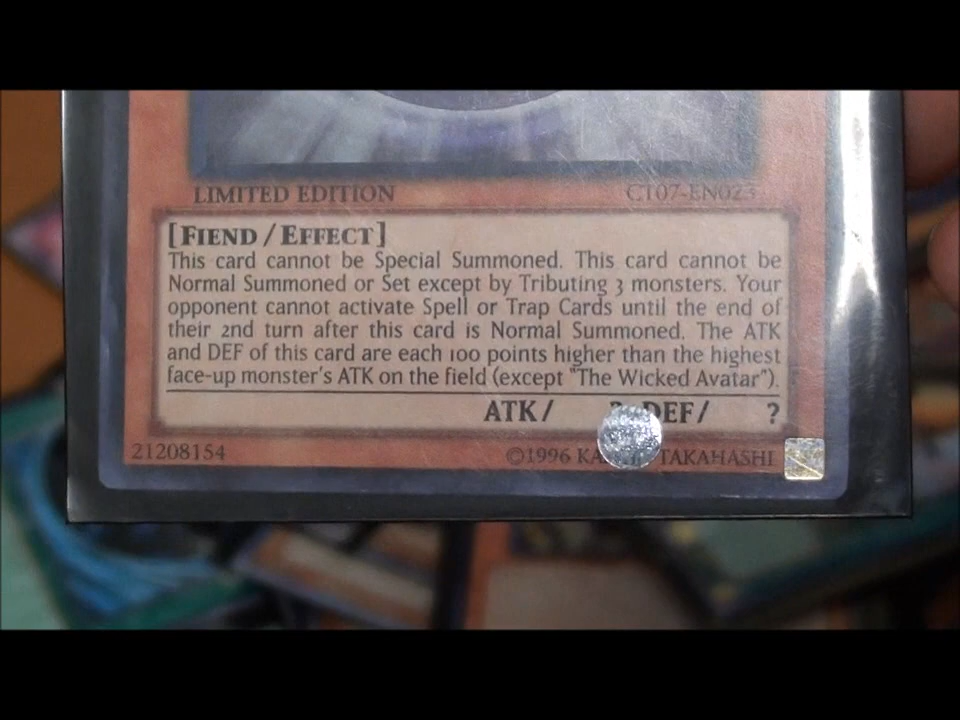 LIMITED EDITION CT07-EN023
[FIEND / EFFECT]
This card cannot be Special Summoned. This card cannot be
Normal Summoned or Set except by Tributing 3 monsters. Your
opponent cannot activate Spell or Trap Cards until the end of
their 2nd turn after this card is Normal Summoned. The ATK
and DEF of this card are each 100 points higher than the highest
face-up monster's ATK on the field (except "The Wicked Avatar").
ATK/ ? DEF/ ?
21208154 ©1996 TAKAHASHI